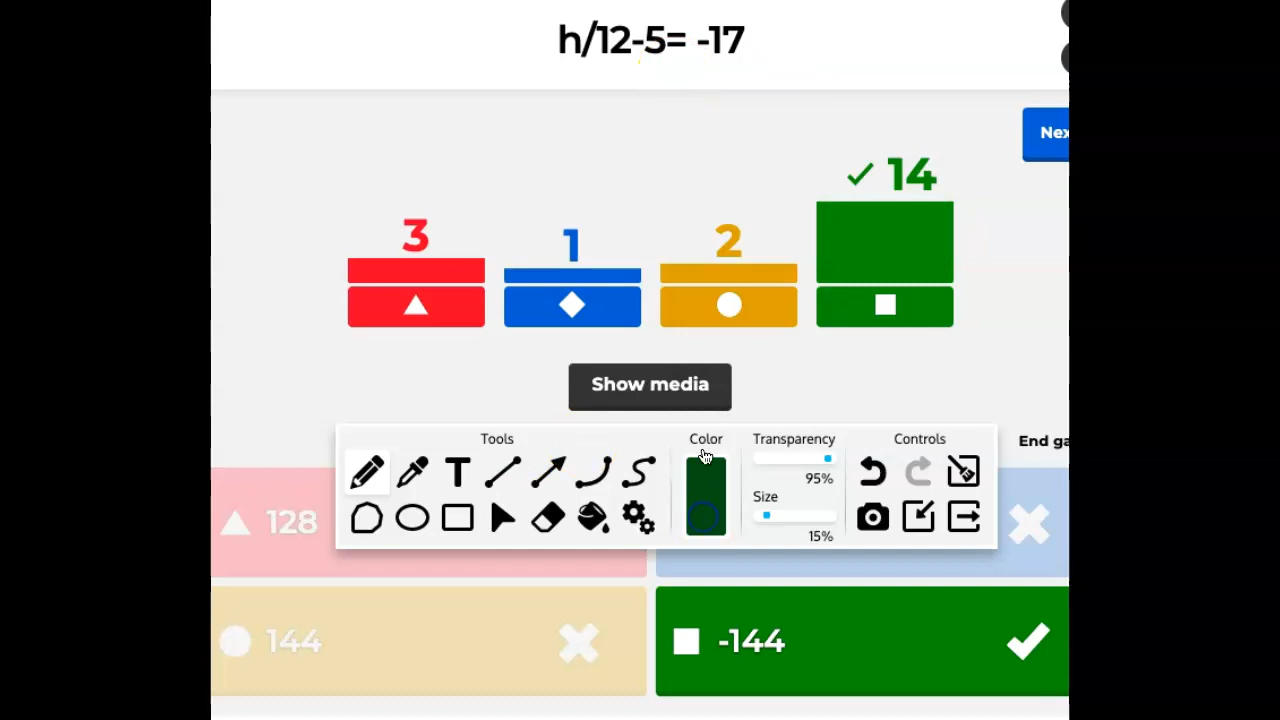 h/12-5= -17
Nex
14
3
1
2
Show media
Tools
Color
Transparency
Controls
End ga
95%
Size
15%
128
144
-144